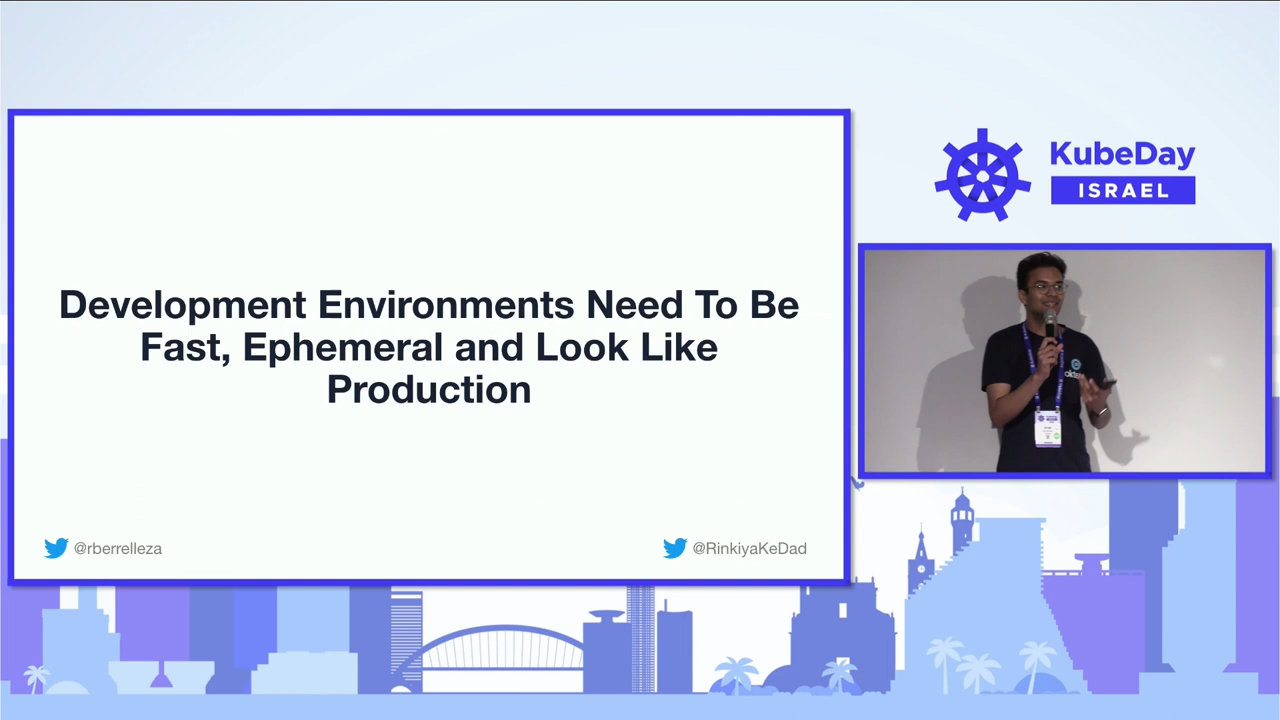 Development Environments Need To Be
Fast, Ephemeral and Look Like
Production
@rberrelleza
@RinkiyaKeDad
KubeDay
ISRAEL